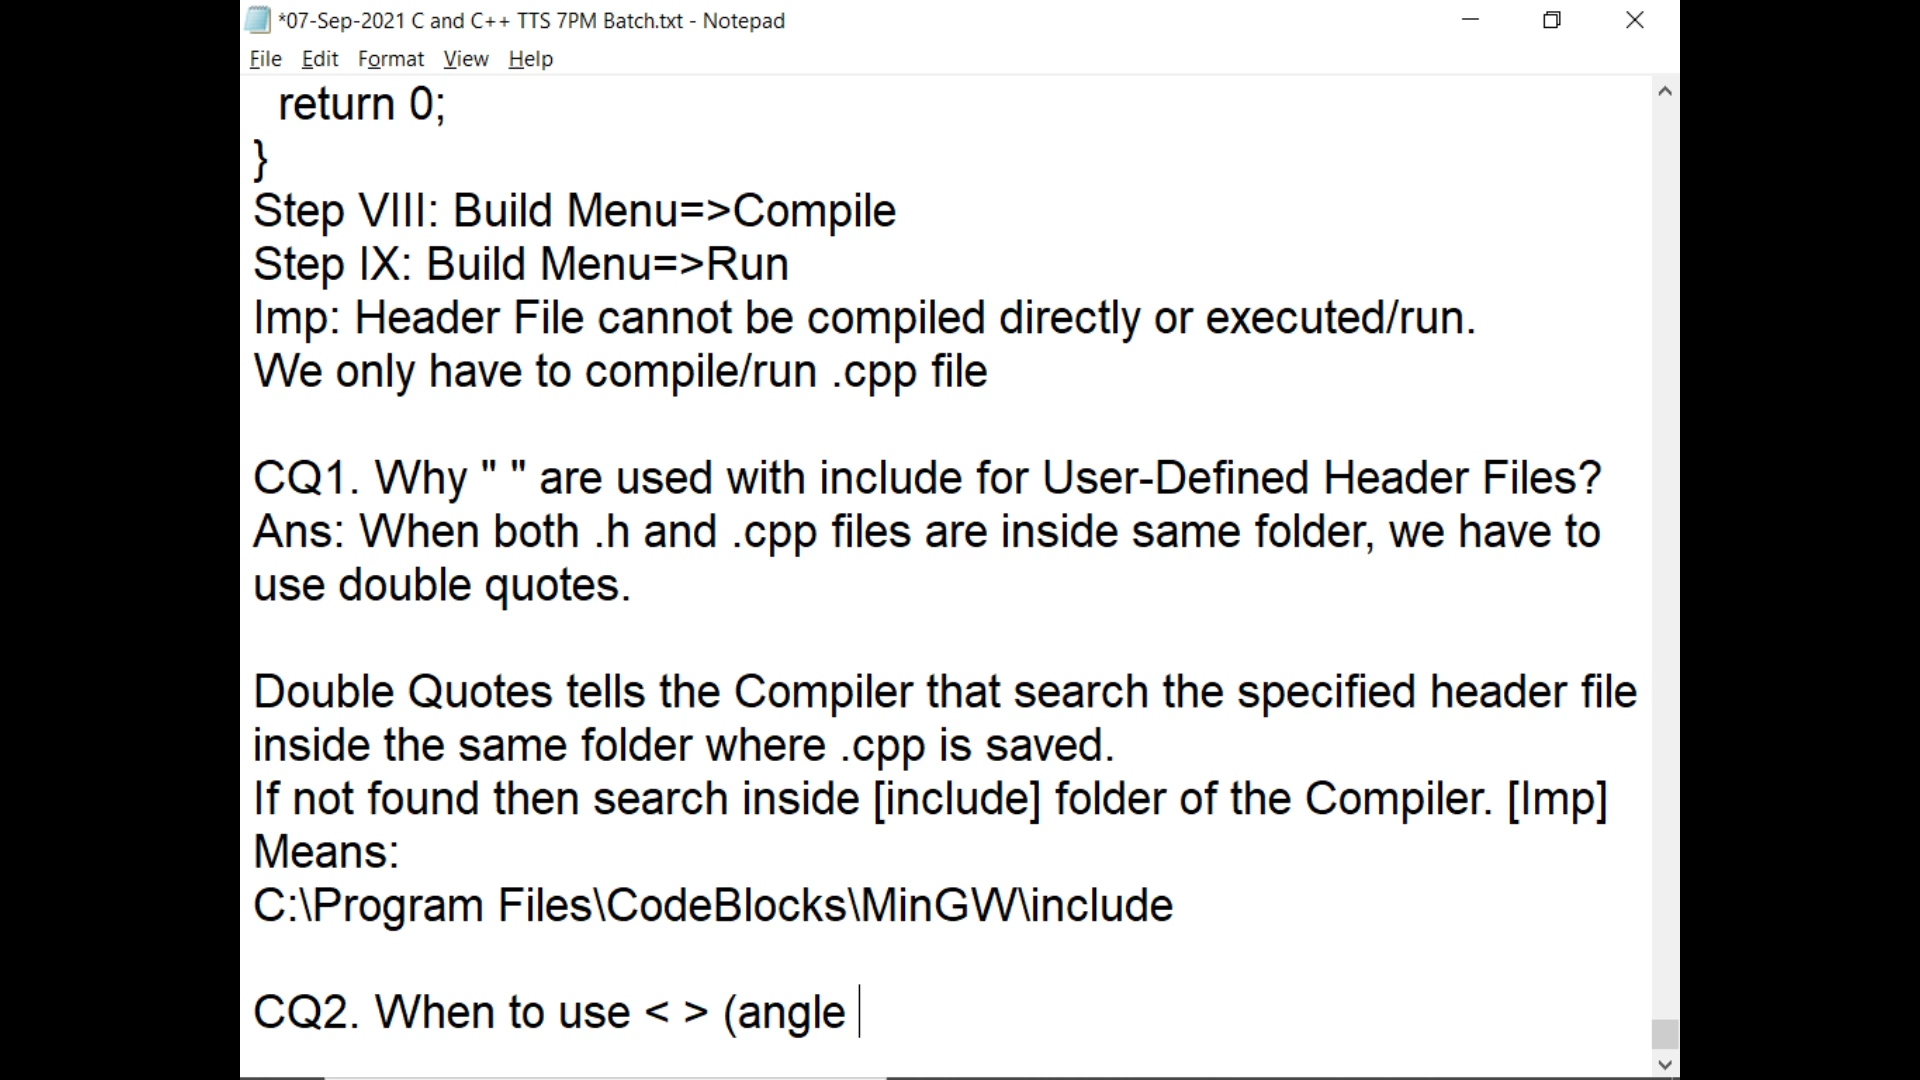 *07-Sep-2021 C and C++ TTS 7PM Batch.txt - Notepad
File Edit Format View Help
return 0;
}
Step VIII: Build Menu=>Compile
Step IX: Build Menu=>Run
Imp: Header File cannot be compiled directly or executed/run.
We only have to compile/run .cpp file
CQ1. Why " " are used with include for User-Defined Header Files?
Ans: When both .h and .cpp files are inside same folder, we have to
use double quotes.
Double Quotes tells the Compiler that search the specified header file
inside the same folder where .cpp is saved.
If not found then search inside [include] folder of the Compiler. [Imp]
Means:
C:\Program Files\CodeBlocks\MinGW\include
CQ2. When to use < > (angle